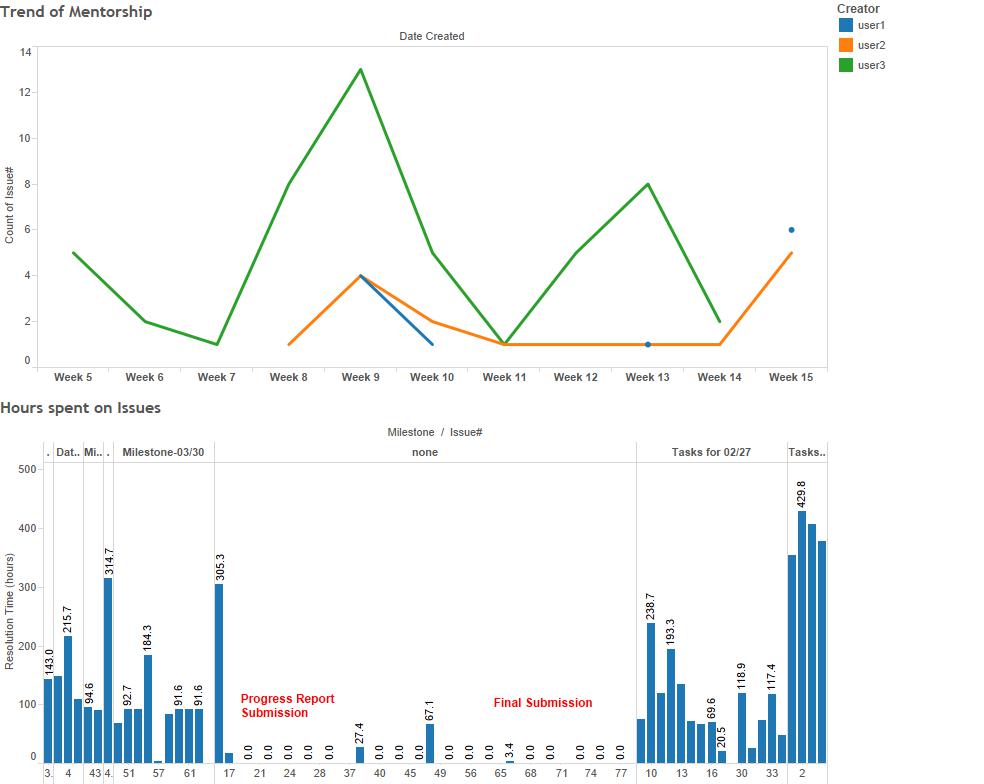 Trend of Mentorship
Creator
user1
user2
user3
Date Created
Count of Issue#
14
12
10
8
6
4
2
0
Week 5 Week 6 Week 7 Week 8 Week 9 Week 10 Week 11 Week 12 Week 13 Week 14 Week 15
Hours spent on Issues
Milestone / Issue#
. Dat.. Mi.. . Milestone-03/30 none Tasks for 02/27 Tasks..
Resolution Time (hours)
500
400
300
200
100
0
143.0 215.7 94.6 314.7 92.7 184.3 91.6 91.6 305.3 0.0 0.0 0.0 0.0 0.0 27.4 0.0 0.0 0.0 67.1 0.0 0.0 0.0 3.4 0.0 0.0 0.0 0.0 0.0 238.7 193.3 69.6 20.5 118.9 117.4 429.8
Progress Report
Submission
Final Submission
3. 4 43 4. 51 57 61 17 21 24 28 37 40 45 49 56 65 68 71 74 77 10 13 16 30 33 2